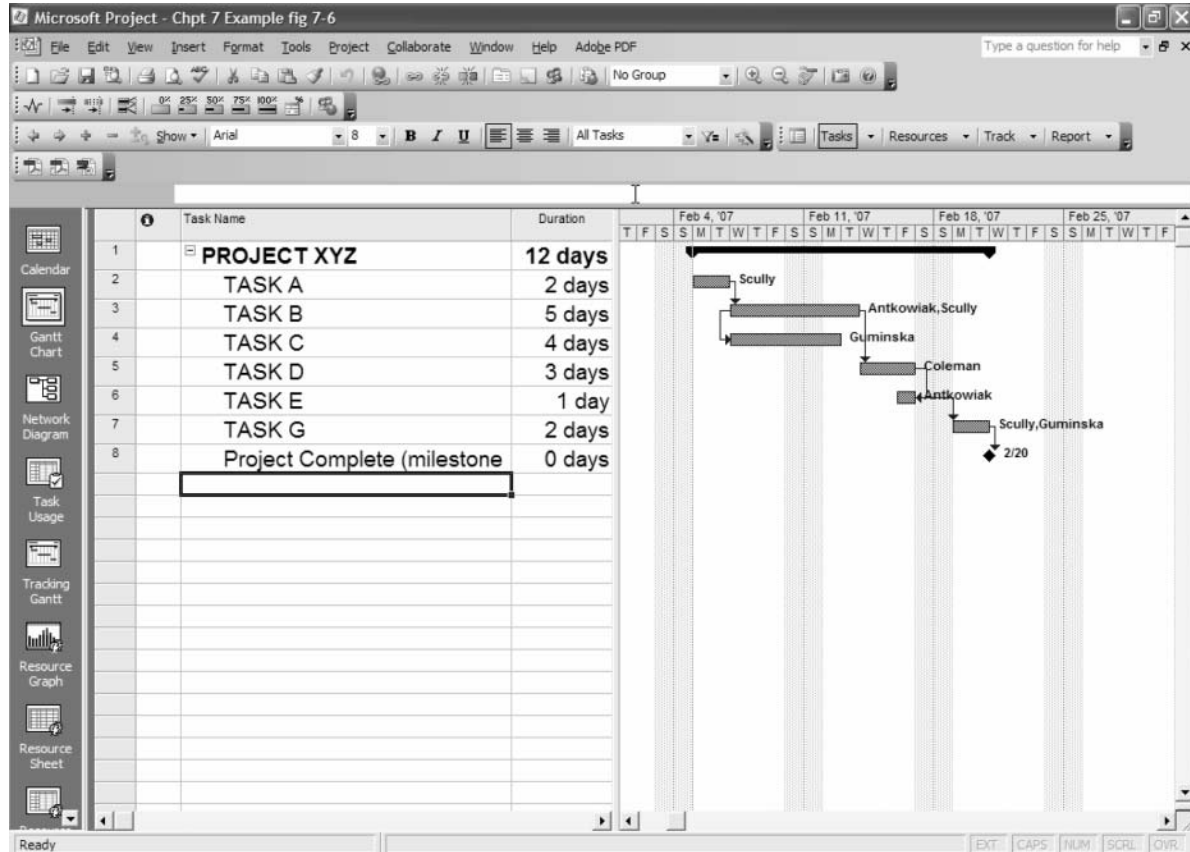 Microsoft Project - Chpt 7 Example fig 7-6
File Edit View Insert Format Tools Project Collaborate Window Help Adobe PDF Type a question for help
No Group
0% 25% 50% 75% 100%
Show Arial 8 B I U All Tasks Tasks Resources Track Report
Task Name Duration Feb 4, '07 Feb 11, '07 Feb 18, '07 Feb 25, '07
T F S S M T W T F S S M T W T F S S M T W T F S S M T W T F
1 PROJECT XYZ 12 days
2 TASK A 2 days Scully
3 TASK B 5 days Antkowiak,Scully
4 TASK C 4 days Guminska
5 TASK D 3 days Coleman
6 TASK E 1 day Antkowiak
7 TASK G 2 days Scully,Guminska
8 Project Complete (milestone 0 days 2/20
Calendar
Gantt
Chart
Network
Diagram
Task
Usage
Tracking
Gantt
Resource
Graph
Resource
Sheet
Ready EXT CAPS NUM SCRL OVR